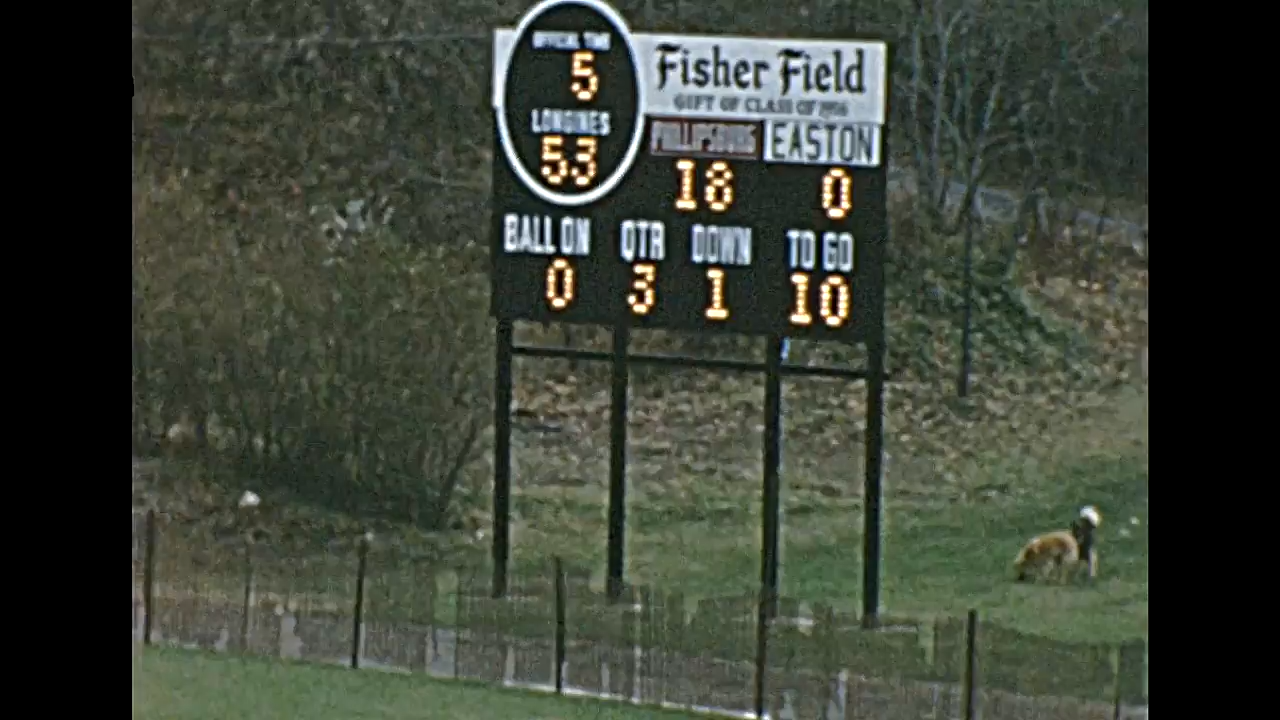 OFFICIAL TIME
5
LONGINES
53
Fisher Field
GIFT OF CLASS OF 1956
PHILLIPSBURG EASTON
18 0
BALL ON QTR DOWN TO GO
0 3 1 10